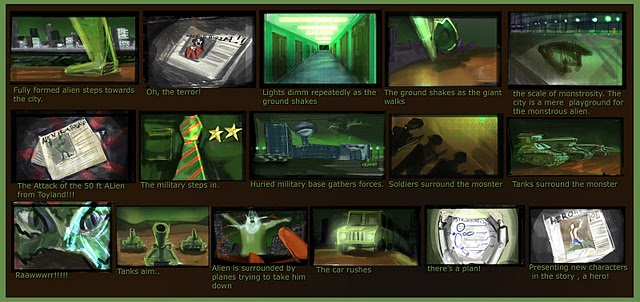 Fully formed alien steps towards
the city.
Oh, the terror!
Lights dimm repeatedly as the
ground shakes
The ground shakes as the giant
walks
the scale of monstrosity. The
city is a mere playground for
the monstrous alien.
The Attack of the 50 ft ALien
from Toyland!!!
The military steps in.
Huried military base gathers forces.
Soldiers surround the mosnter
Tanks surround the monster
Raawwwrr!!!!!
Tanks aim..
Alien is surrounded by
planes trying to take him
down
The car rushes
there's a plan!
HERO!!!
Presenting new characters
in the story , a hero!